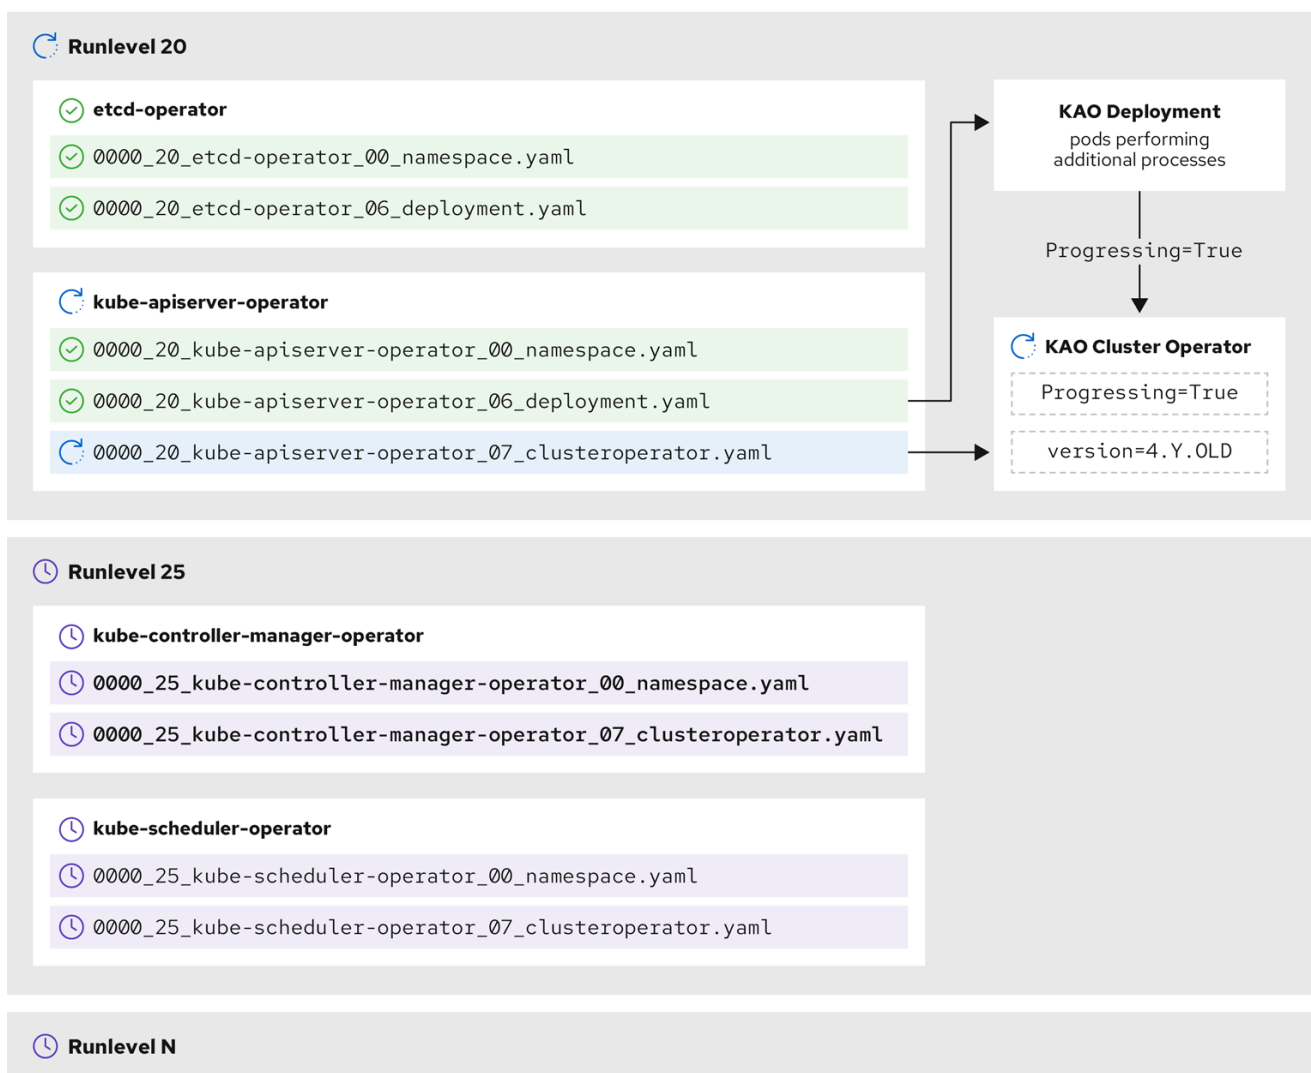 Runlevel 20
etcd-operator
0000_20_etcd-operator_00_namespace.yaml
0000_20_etcd-operator_06_deployment.yaml
kube-apiserver-operator
0000_20_kube-apiserver-operator_00_namespace.yaml
0000_20_kube-apiserver-operator_06_deployment.yaml
0000_20_kube-apiserver-operator_07_clusteroperator.yaml
KAO Deployment
pods performing
additional processes
Progressing=True
KAO Cluster Operator
Progressing=True
version=4.Y.OLD
Runlevel 25
kube-controller-manager-operator
0000_25_kube-controller-manager-operator_00_namespace.yaml
0000_25_kube-controller-manager-operator_07_clusteroperator.yaml
kube-scheduler-operator
0000_25_kube-scheduler-operator_00_namespace.yaml
0000_25_kube-scheduler-operator_07_clusteroperator.yaml
Runlevel N